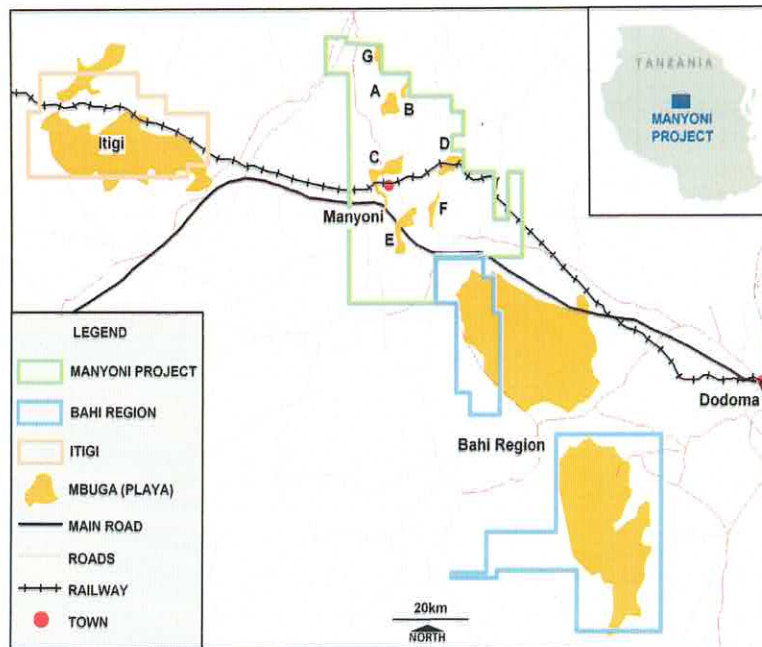 TANZANIA
MANYONI
PROJECT
G
A
B
C
D
Itigi
Manyoni
F
E
Dodoma
Bahi Region
LEGEND
MANYONI PROJECT
BAHI REGION
ITIGI
MBUGA (PLAYA)
MAIN ROAD
ROADS
RAILWAY
TOWN
20km
NORTH